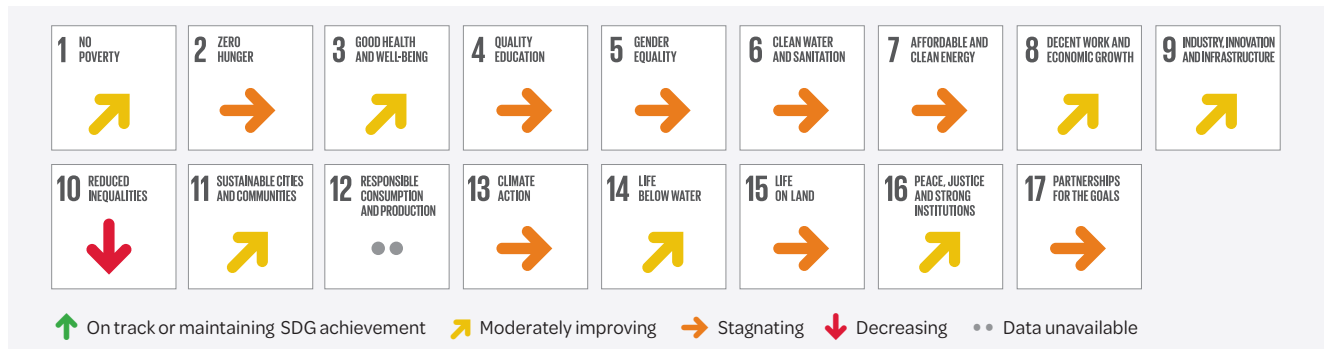 1 NO POVERTY
2 ZERO HUNGER
3 GOOD HEALTH AND WELL-BEING
4 QUALITY EDUCATION
5 GENDER EQUALITY
6 CLEAN WATER AND SANITATION
7 AFFORDABLE AND CLEAN ENERGY
8 DECENT WORK AND ECONOMIC GROWTH
9 INDUSTRY, INNOVATION AND INFRASTRUCTURE
10 REDUCED INEQUALITIES
11 SUSTAINABLE CITIES AND COMMUNITIES
12 RESPONSIBLE CONSUMPTION AND PRODUCTION
13 CLIMATE ACTION
14 LIFE BELOW WATER
15 LIFE ON LAND
16 PEACE, JUSTICE AND STRONG INSTITUTIONS
17 PARTNERSHIPS FOR THE GOALS
On track or maintaining SDG achievement
Moderately improving
Stagnating
Decreasing
Data unavailable